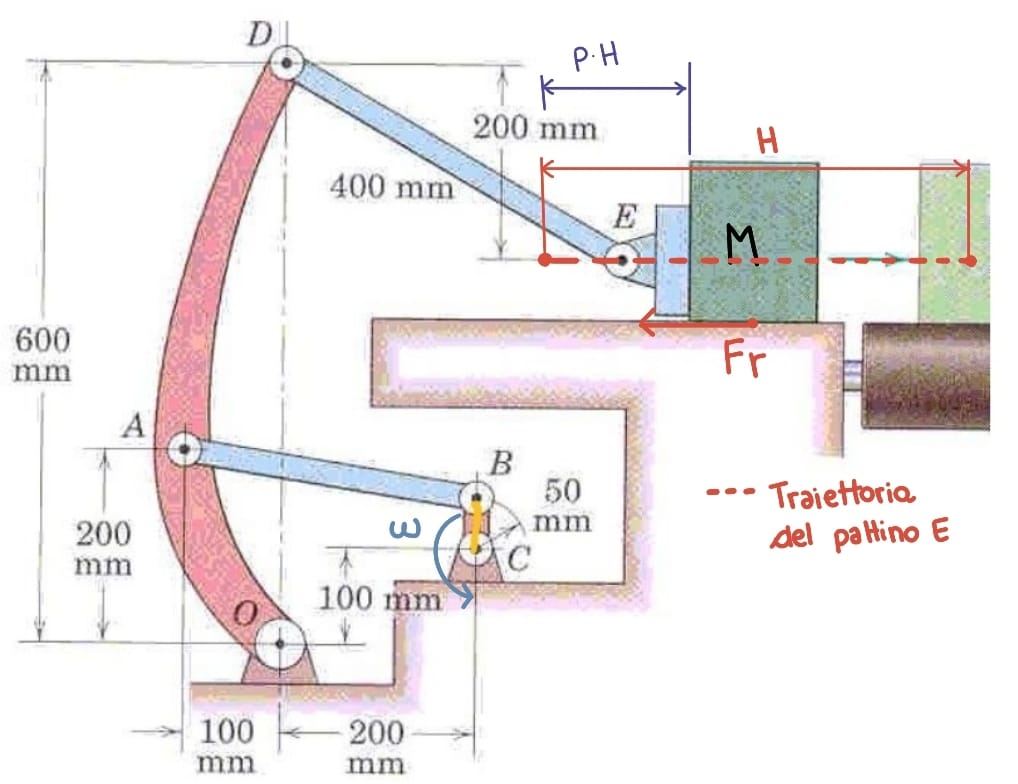 D
P·H
200 mm
H
400 mm
E
M
600
mm
Fr
A
B
50
mm
ω
C
--- Traiettoria
del pattino E
200
mm
100 mm
O
100
mm
200
mm